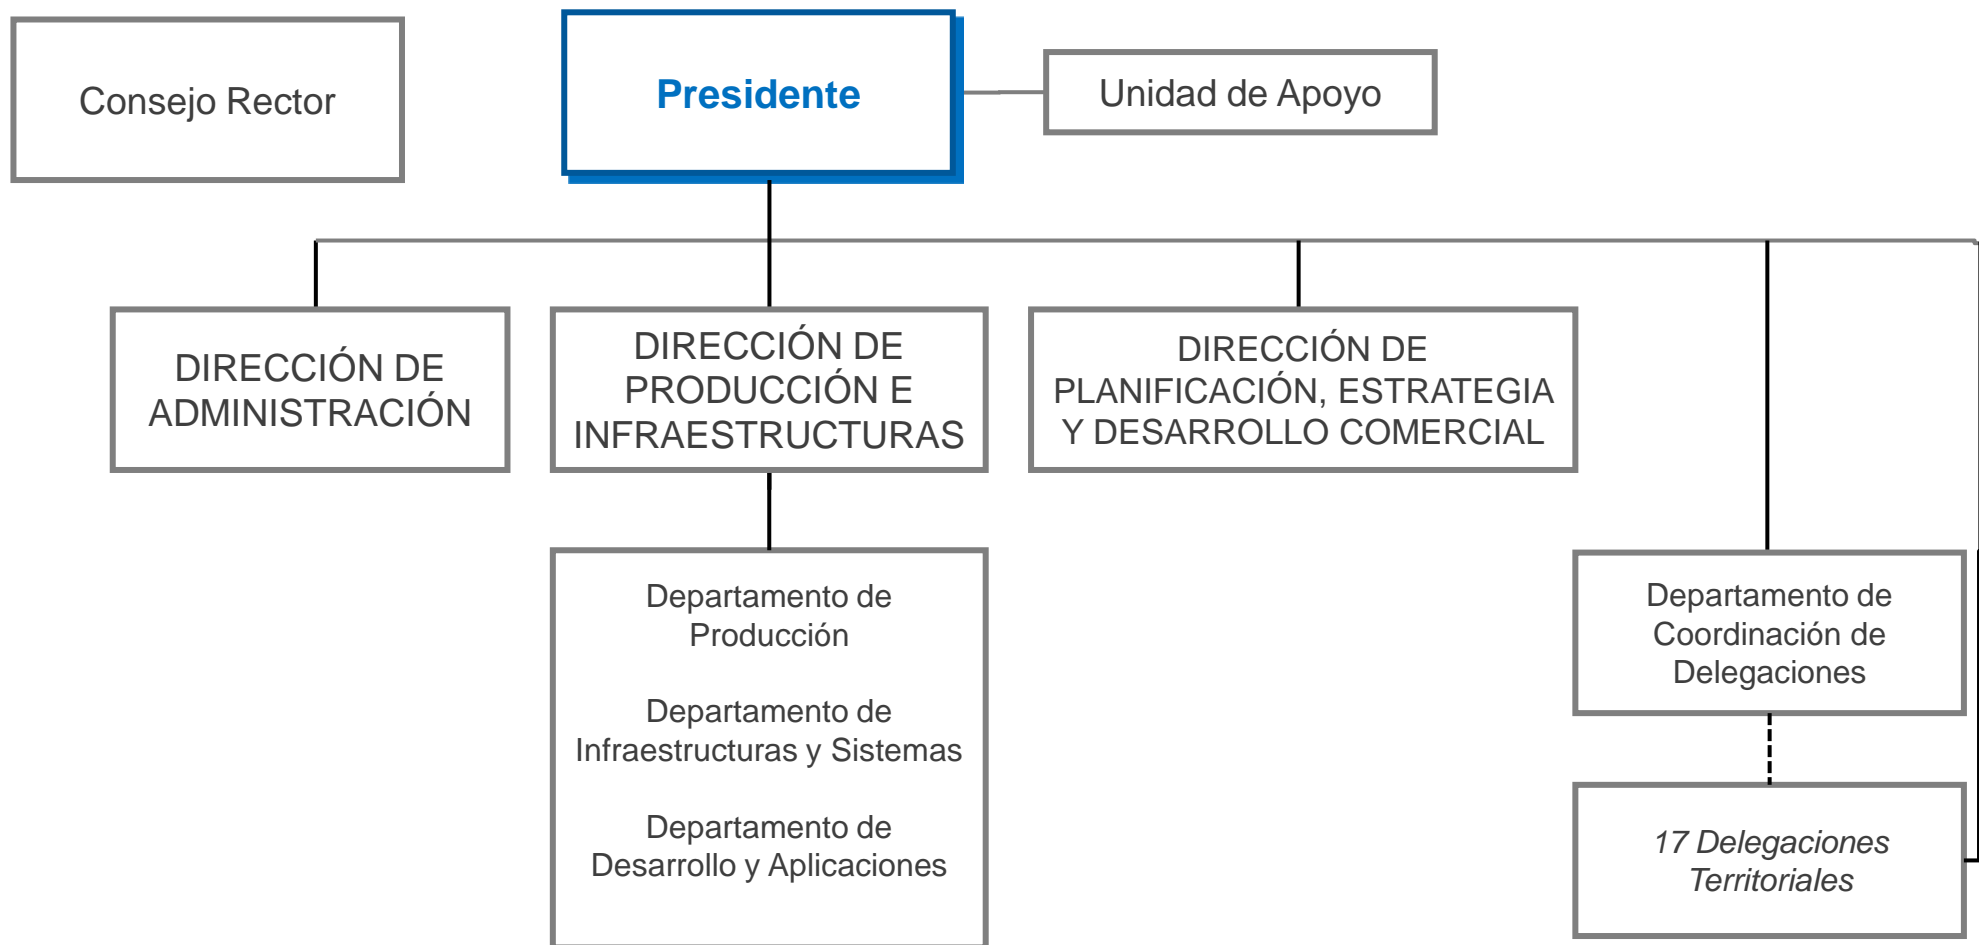 Consejo Rector
Presidente
Unidad de Apoyo
DIRECCIÓN DE
ADMINISTRACIÓN
DIRECCIÓN DE
PRODUCCIÓN E
INFRAESTRUCTURAS
DIRECCIÓN DE
PLANIFICACIÓN, ESTRATEGIA
Y DESARROLLO COMERCIAL
Departamento de
Producción
Departamento de
Infraestructuras y Sistemas
Departamento de
Desarrollo y Aplicaciones
Departamento de
Coordinación de
Delegaciones
17 Delegaciones
Territoriales